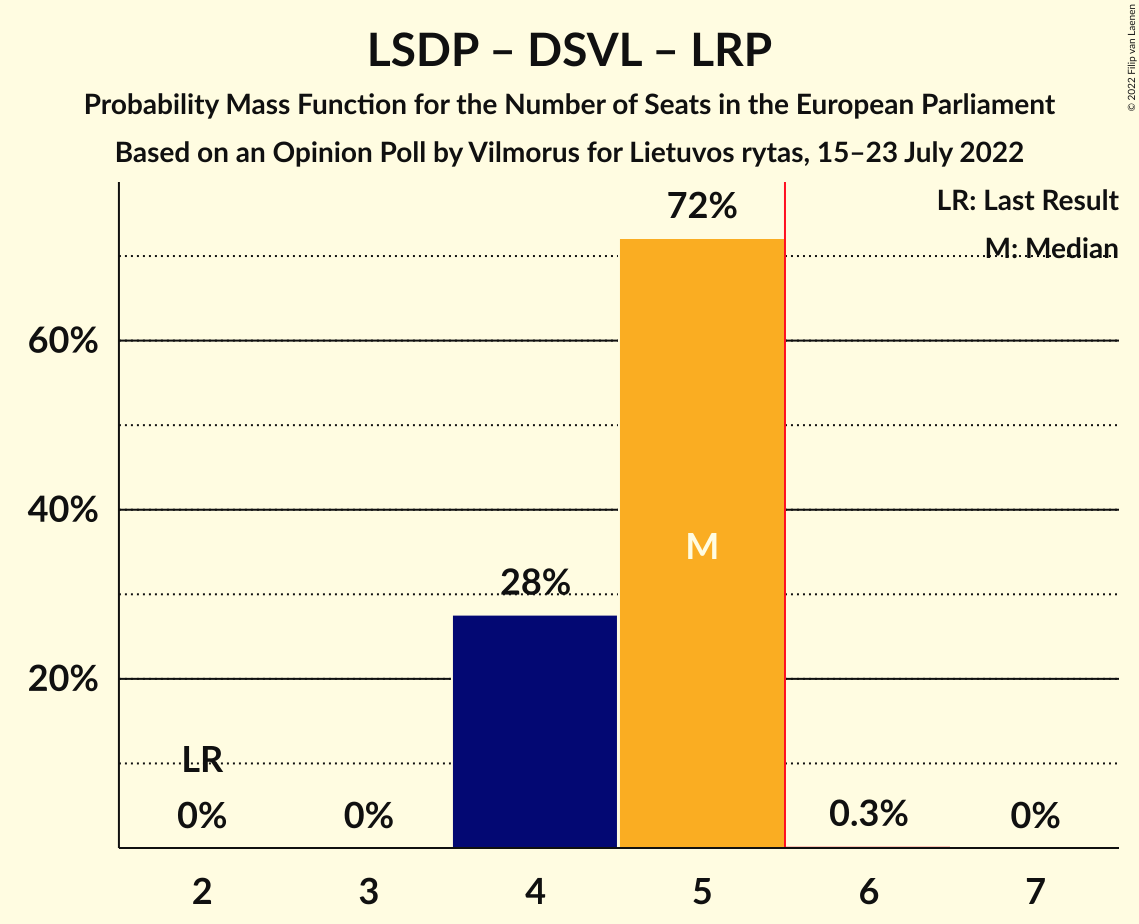 LSDP – DSVL – LRP
Probability Mass Function for the Number of Seats in the European Parliament
Based on an Opinion Poll by Vilmorus for Lietuvos rytas, 15–23 July 2022
© 2022 Filip van Laenen
LR: Last Result
M: Median
72%
60%
M
40%
28%
20%
LR
0%
0%
0.3%
0%
2
3
4
5
6
7